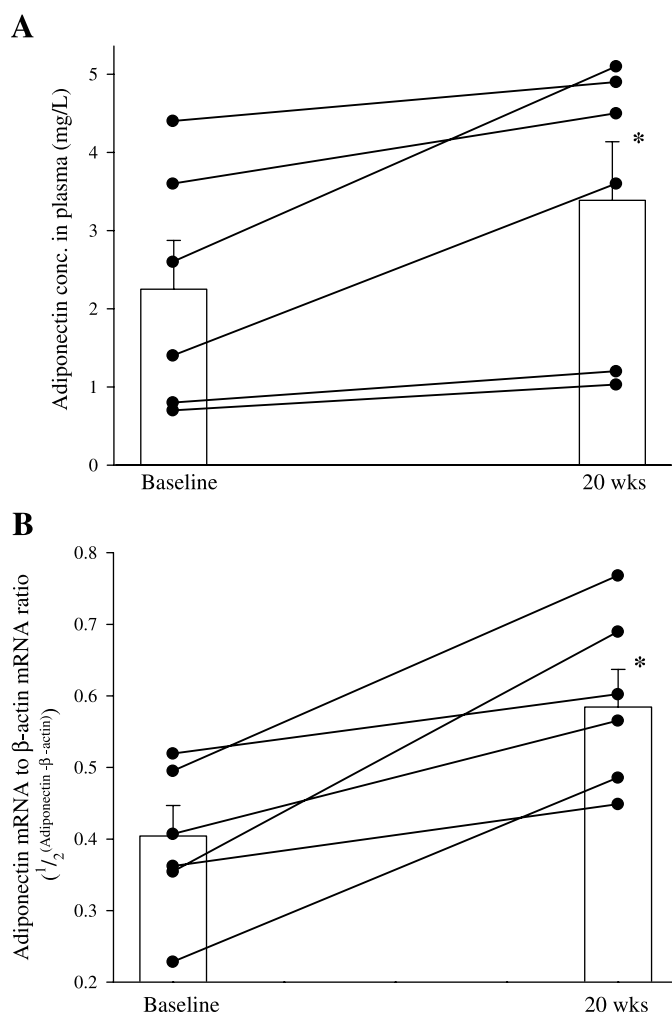 A
Adiponectin conc. in plasma (mg/L)
5
4
3
2
1
0
*
Baseline
20 wks
B
Adiponectin mRNA to β-actin mRNA ratio
(1/2(Adiponectin -β -actin))
0.8
0.7
0.6
0.5
0.4
0.3
0.2
*
Baseline
20 wks